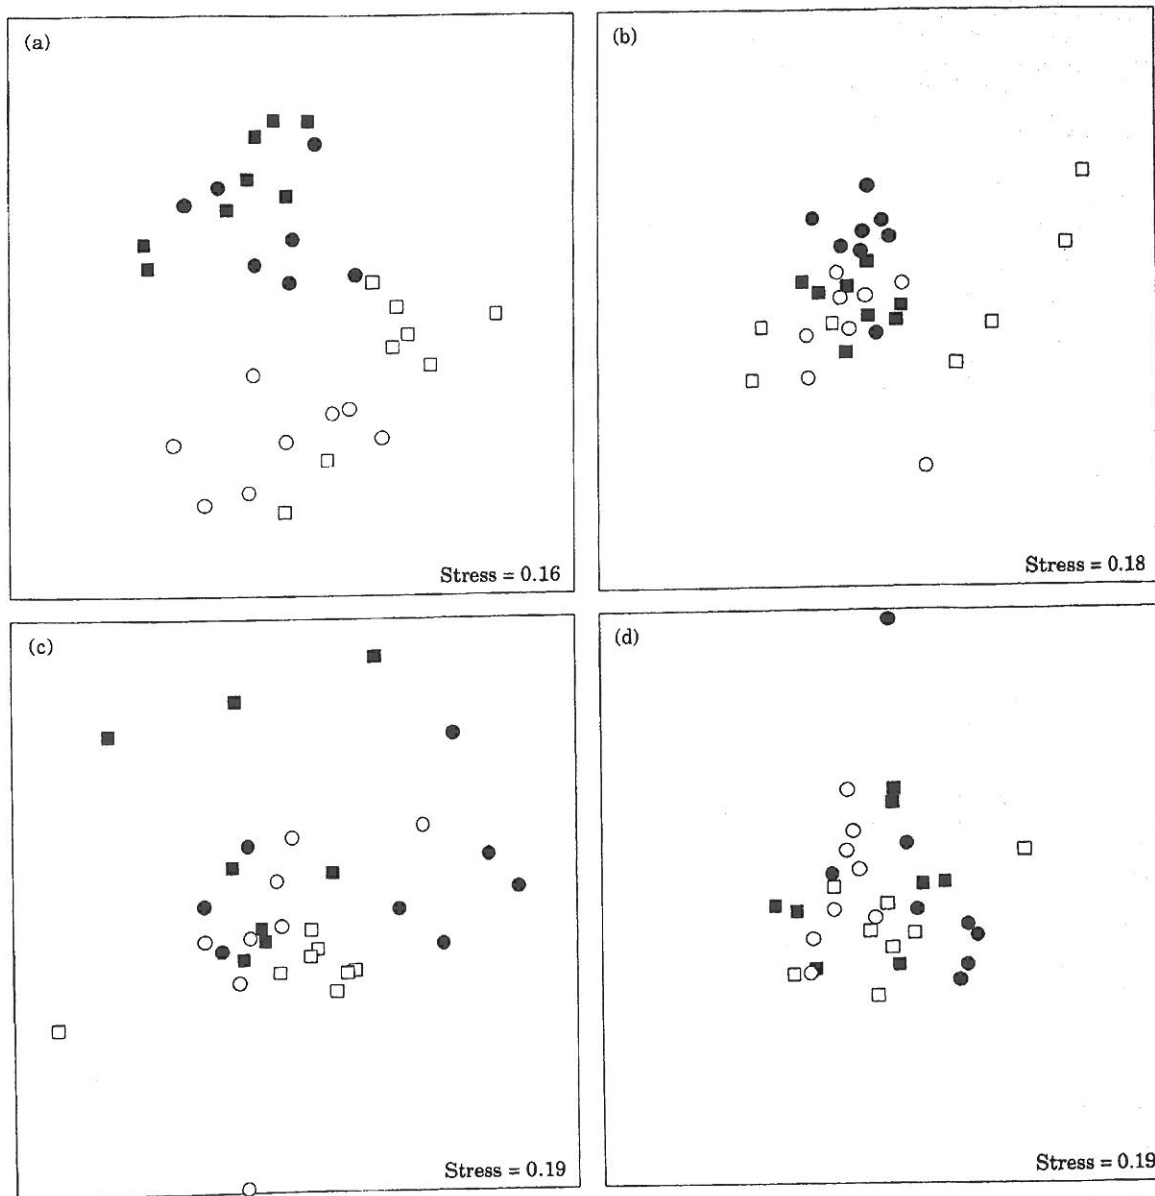 (a)
Stress = 0.16
(b)
Stress = 0.18
(c)
Stress = 0.19
(d)
Stress = 0.19